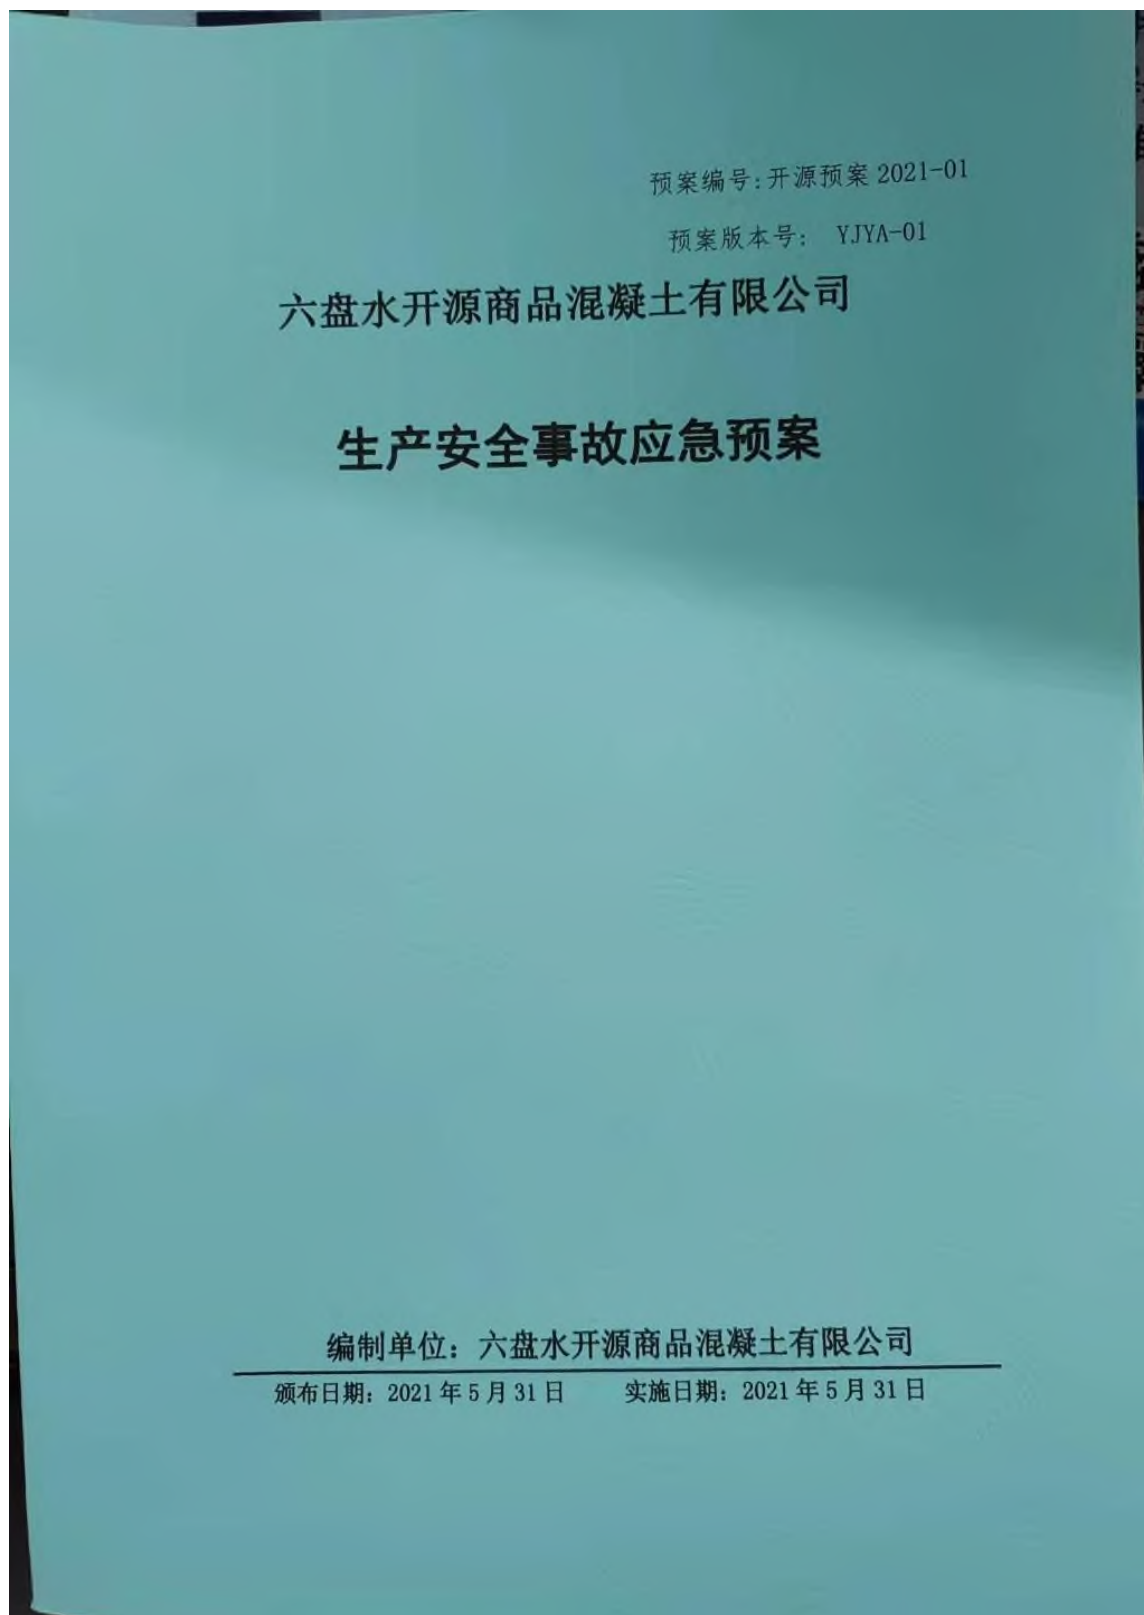 预案编号:开源预案 2021-01
预案版本号: YJYA-01
六盘水开源商品混凝土有限公司
生产安全事故应急预案
编制单位：六盘水开源商品混凝土有限公司
颁布日期：2021 年 5 月 31 日 实施日期：2021 年 5 月 31 日